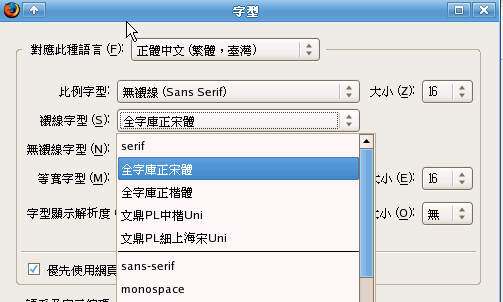 字型
對應此種語言 (F): 正體中文 (繁體，臺灣)
比例字型: 無襯線 (Sans Serif) 大小 (Z): 16
襯線字型 (S): 全字庫正宋體
serif
無襯線字型 (N): 全字庫正宋體
等寬字型 (M): 全字庫正楷體 大小 (E): 16
文鼎PL中楷Uni
字型顯示解析度 文鼎PL細上海宋Uni 大小 (O): 無
優先使用網頁 sans-serif
monospace